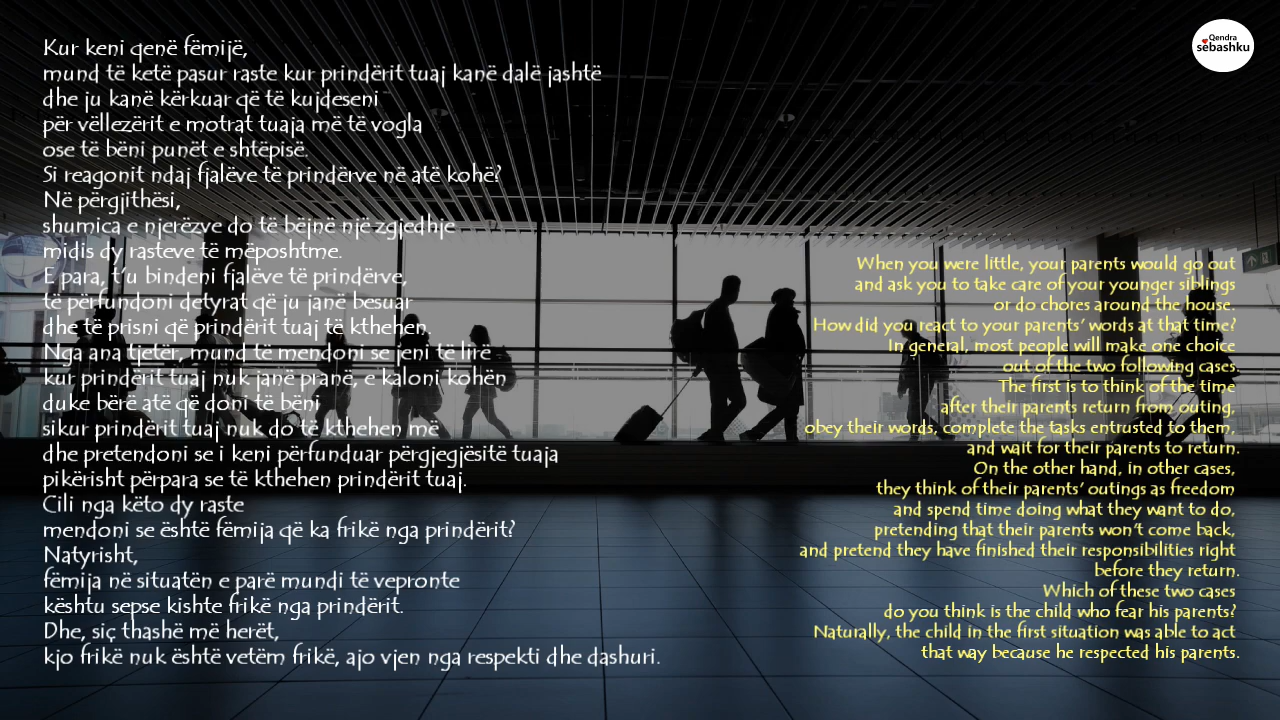 Qendra
sëbashku
Kur keni qenë fëmijë,
mund të ketë pasur raste kur prindërit tuaj kanë dalë jashtë
dhe ju kanë kërkuar që të kujdeseni
për vëllezërit e motrat tuaja më të vogla
ose të bëni punët e shtëpisë.
Si reagonit ndaj fjalëve të prindërve në atë kohë?
Në përgjithësi,
shumica e njerëzve do të bëjnë një zgjedhje
midis dy rasteve të mëposhtme.
E para, t'u bindeni fjalëve të prindërve,
të përfundoni detyrat që ju janë besuar
dhe të prisni që prindërit tuaj të kthehen.
Nga ana tjetër, mund të mendoni se jeni të lirë
kur prindërit tuaj nuk janë pranë, e kaloni kohën
duke bërë atë që doni të bëni
sikur prindërit tuaj nuk do të kthehen më
dhe pretendoni se i keni përfunduar përgjegjësitë tuaja
pikërisht përpara se të kthehen prindërit tuaj.
Cili nga këto dy raste
mendoni se është fëmija që ka frikë nga prindërit?
Natyrisht,
fëmija në situatën e parë mundi të vepronte
kështu sepse kishte frikë nga prindërit.
Dhe, siç thashë më herët,
kjo frikë nuk është vetëm frikë, ajo vjen nga respekti dhe dashuri.
When you were little, your parents would go out
and ask you to take care of your younger siblings
or do chores around the house.
How did you react to your parents' words at that time?
In general, most people will make one choice
out of the two following cases.
The first is to think of the time
after their parents return from outing,
obey their words, complete the tasks entrusted to them,
and wait for their parents to return.
On the other hand, in other cases,
they think of their parents' outings as freedom
and spend time doing what they want to do,
pretending that their parents won't come back,
and pretend they have finished their responsibilities right
before they return.
Which of these two cases
do you think is the child who fear his parents?
Naturally, the child in the first situation was able to act
that way because he respected his parents.